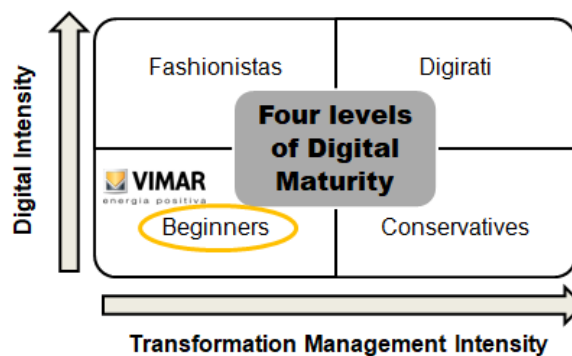 Digital Intensity
Fashionistas
Digirati
Four levels
of Digital
Maturity
VIMAR
energia positiva
Beginners
Conservatives
Transformation Management Intensity